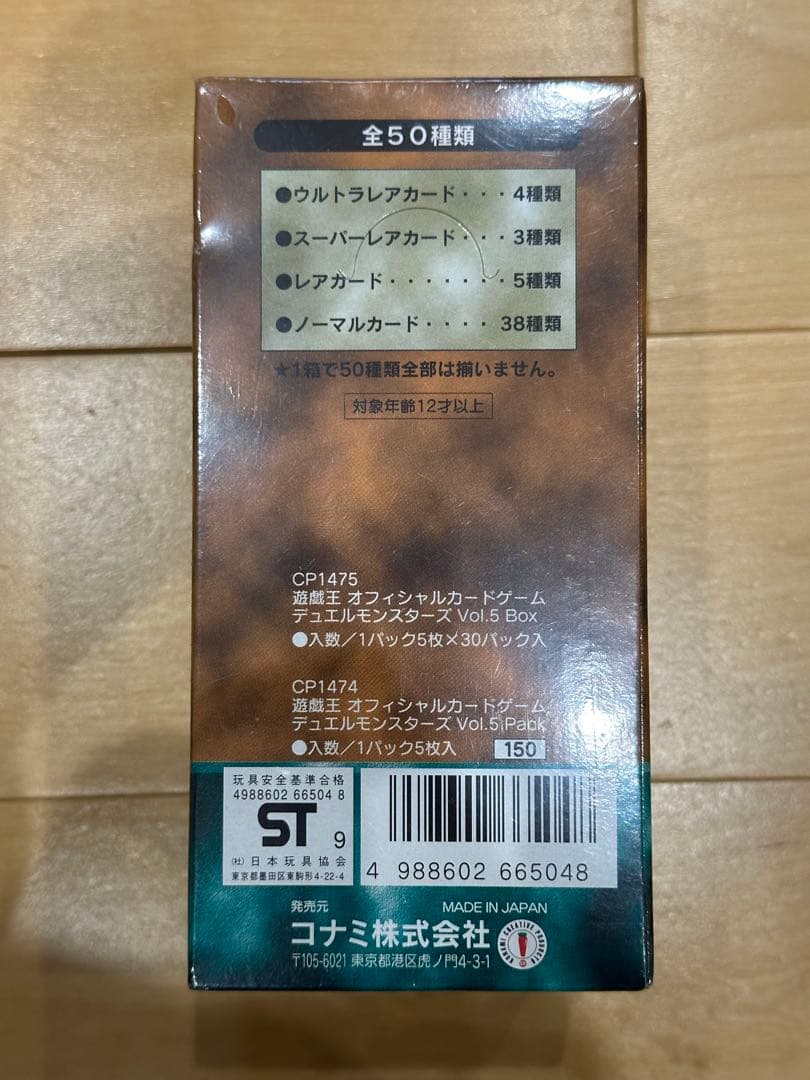 全50種類
●ウルトラレアカード・・・4種類
●スーパーレアカード・・・3種類
●レアカード・・・・・・・5種類
●ノーマルカード・・・・38種類
★1箱で50種類全部は揃いません。
対象年齢12才以上
CP1475
遊戯王 オフィシャルカードゲーム
デュエルモンスターズ Vol.5 Box
●入数／1パック5枚×30パック入
CP1474
遊戯王 オフィシャルカードゲーム
デュエルモンスターズ Vol.5 Pack
●入数／1パック5枚入 150
玩具安全基準合格
4988602 66504 8
ST 9
(社)日本玩具協会
東京都墨田区東駒形4-22-4
4 988602 665048
発売元 MADE IN JAPAN
コナミ株式会社
〒105-6021 東京都港区虎ノ門4-3-1
KONAMI CREATIVE PRODUCTS